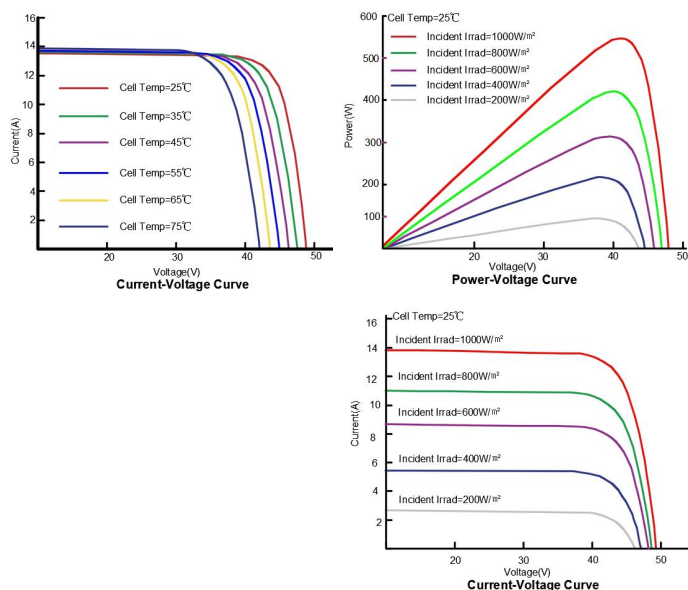 16
14
12
10
8
6
4
2
Current(A)
Cell Temp=25℃
Cell Temp=35℃
Cell Temp=45℃
Cell Temp=55℃
Cell Temp=65℃
Cell Temp=75℃
20
30
40
50
Voltage(V)
Current-Voltage Curve
Cell Temp=25℃
600
500
400
300
200
100
Power(W)
Incident Irrad=1000W/m²
Incident Irrad=800W/m²
Incident Irrad=600W/m²
Incident Irrad=400W/m²
Incident Irrad=200W/m²
20
30
40
50
Voltage(V)
Power-Voltage Curve
Cell Temp=25℃
16
14
12
10
8
6
4
2
Current(A)
Incident Irrad=1000W/m²
Incident Irrad=800W/m²
Incident Irrad=600W/m²
Incident Irrad=400W/m²
Incident Irrad=200W/m²
20
30
40
50
Voltage(V)
Current-Voltage Curve